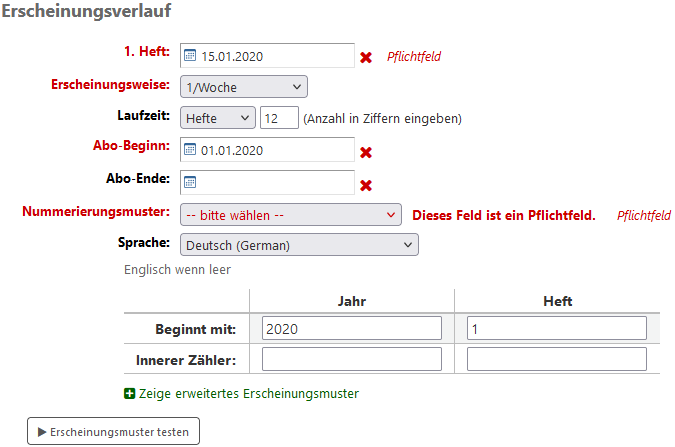 Erscheinungsverlauf
1. Heft: 15.01.2020 Pflichtfeld
Erscheinungsweise: 1/Woche
Laufzeit: Hefte 12 (Anzahl in Ziffern eingeben)
Abo-Beginn: 01.01.2020
Abo-Ende:
Nummerierungsmuster: -- bitte wählen -- Dieses Feld ist ein Pflichtfeld. Pflichtfeld
Sprache: Deutsch (German)
Englisch wenn leer
Jahr Heft
Beginnt mit: 2020 1
Innerer Zähler:
Zeige erweitertes Erscheinungsmuster
Erscheinungsmuster testen